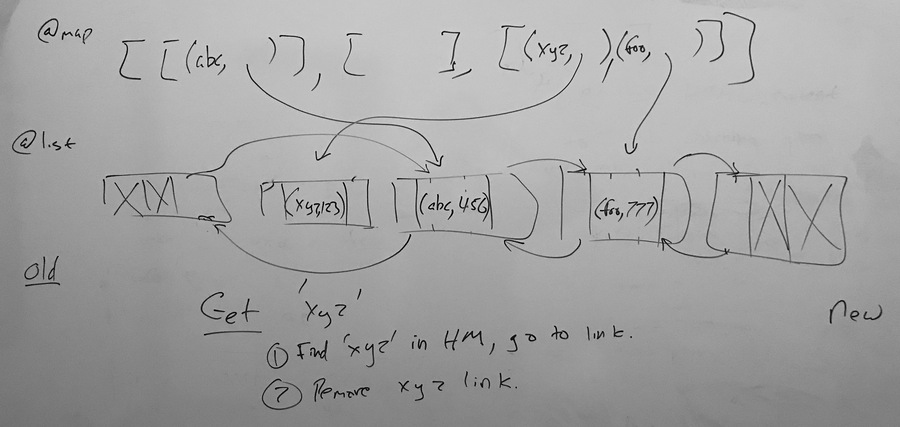 @map
[ [(abc, )], [ ], [(xyz, ),(foo, )] ]
@list
(xyz,123) (abc,456) (foo,777)
old
New
Get 'xyz'
① Find 'xyz' in HM, go to link.
② Remove xyz link.